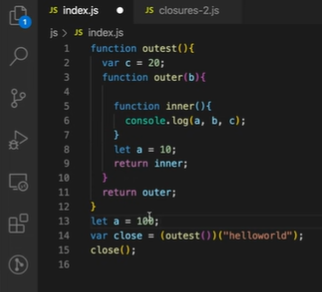 JS index.js
JS closures-2.js
js > JS index.js
1
1 function outest(){
2 var c = 20;
3 function outer(b){
4
5 function inner(){
6 console.log(a, b, c);
7 }
8 let a = 10;
9 return inner;
10 }
11 return outer;
12 }
13 let a = 100;
14 var close = (outest())("helloworld");
15 close();
16